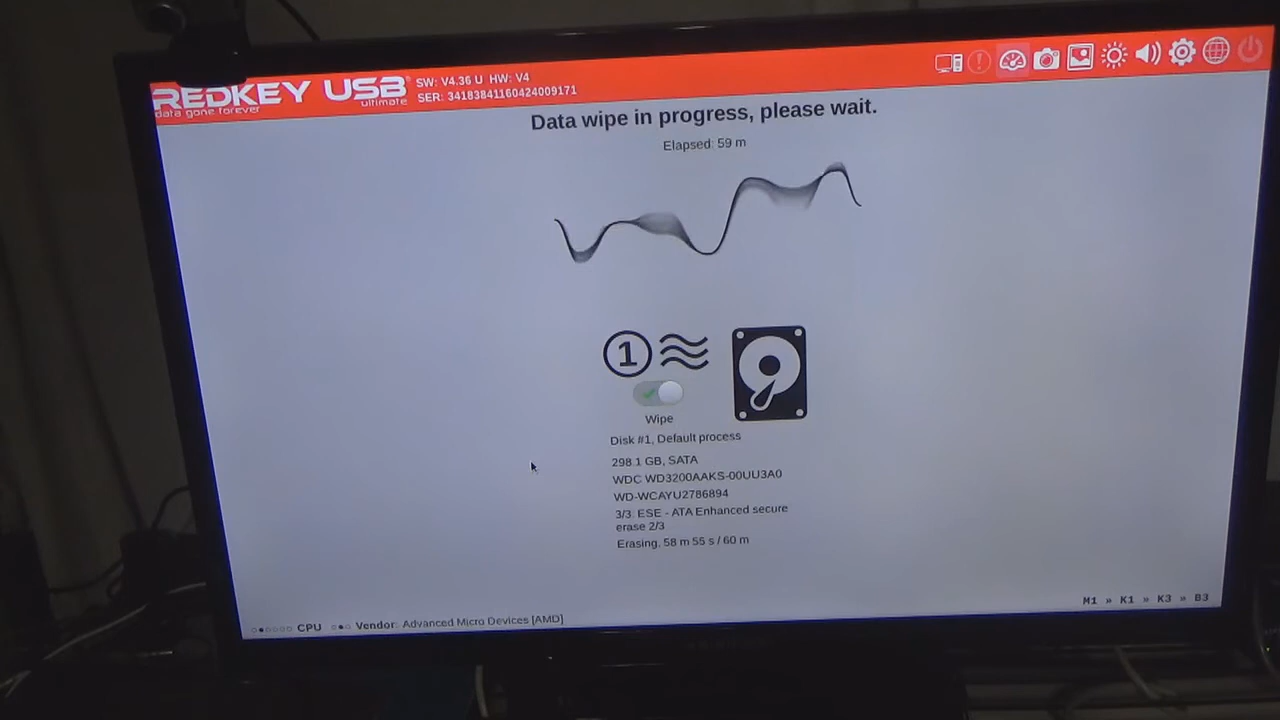 REDKEY USB
ultimate
data gone forever
SW: V4.36 U HW: V4
SER: 34183841160424009171
Data wipe in progress, please wait.
Elapsed: 59 m
1
Wipe
Disk #1, Default process
298.1 GB, SATA
WDC WD3200AAKS-00UU3A0
WD-WCAYU2786894
3/3. ESE - ATA Enhanced secure
erase 2/3
Erasing, 58 m 55 s / 60 m
M1 » K1 » K3 » B3
CPU Vendor: Advanced Micro Devices [AMD]